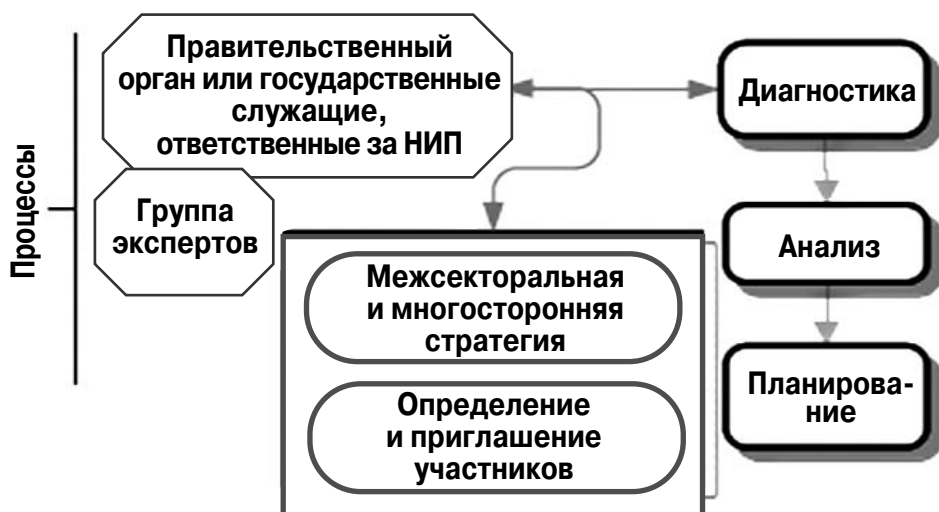 Процессы
Правительственный
орган или государственные
служащие,
ответственные за НИП
Группа
экспертов
Межсекторальная
и многосторонняя
стратегия
Определение
и приглашение
участников
Диагностика
Анализ
Планирова-
ние